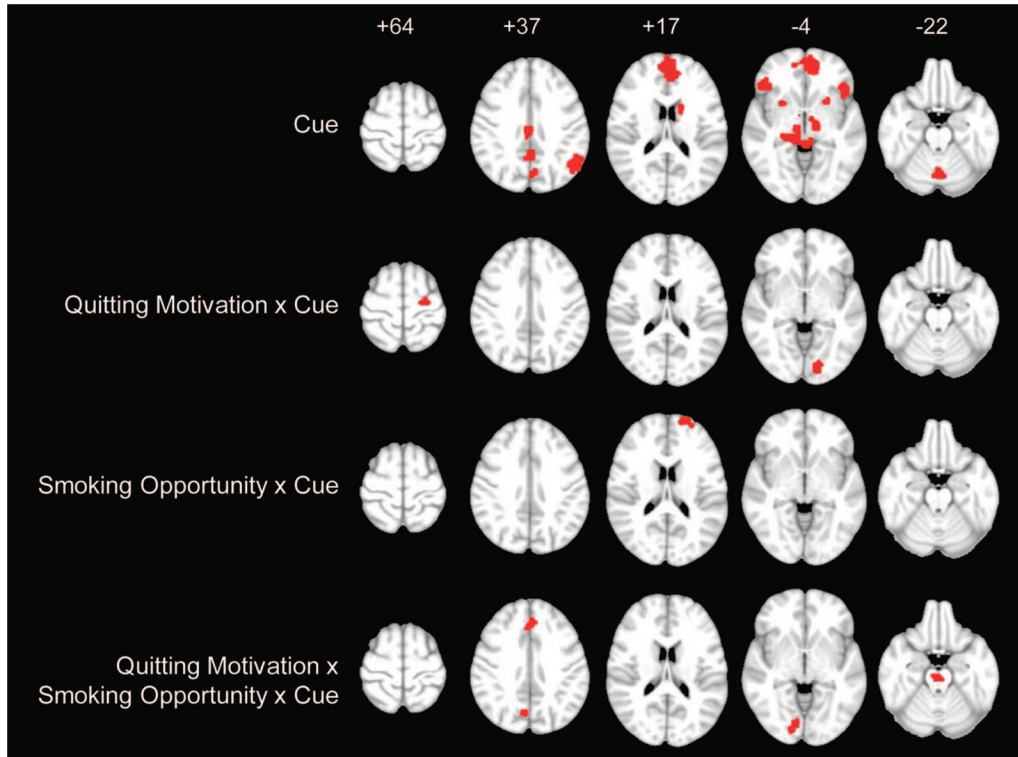 +64 +37 +17 -4 -22
Cue
Quitting Motivation x Cue
Smoking Opportunity x Cue
Quitting Motivation x
Smoking Opportunity x Cue